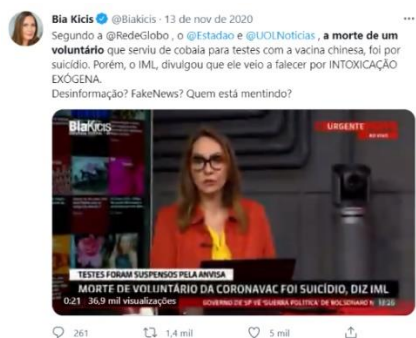 Bia Kicis @Biakicis · 13 de nov de 2020
Segundo a @RedeGlobo , o @Estadao e @UOLNoticias , a morte de um
voluntário que serviu de cobaia para testes com a vacina chinesa, foi por
suicídio. Porém, o IML, divulgou que ele veio a falecer por INTOXICAÇÃO
EXÓGENA.
Desinformação? FakeNews? Quem está mentindo?
BiaKicis
URGENTE
AO VIVO
TESTES FORAM SUSPENSOS PELA ANVISA
MORTE DE VOLUNTÁRIO DA CORONAVAC FOI SUICÍDIO, DIZ IML
0:21 36,9 mil visualizações
GOVERNO DE SP VÊ "GUERRA POLÍTICA" DE BOLSONARO
261 1,4 mil 5 mil